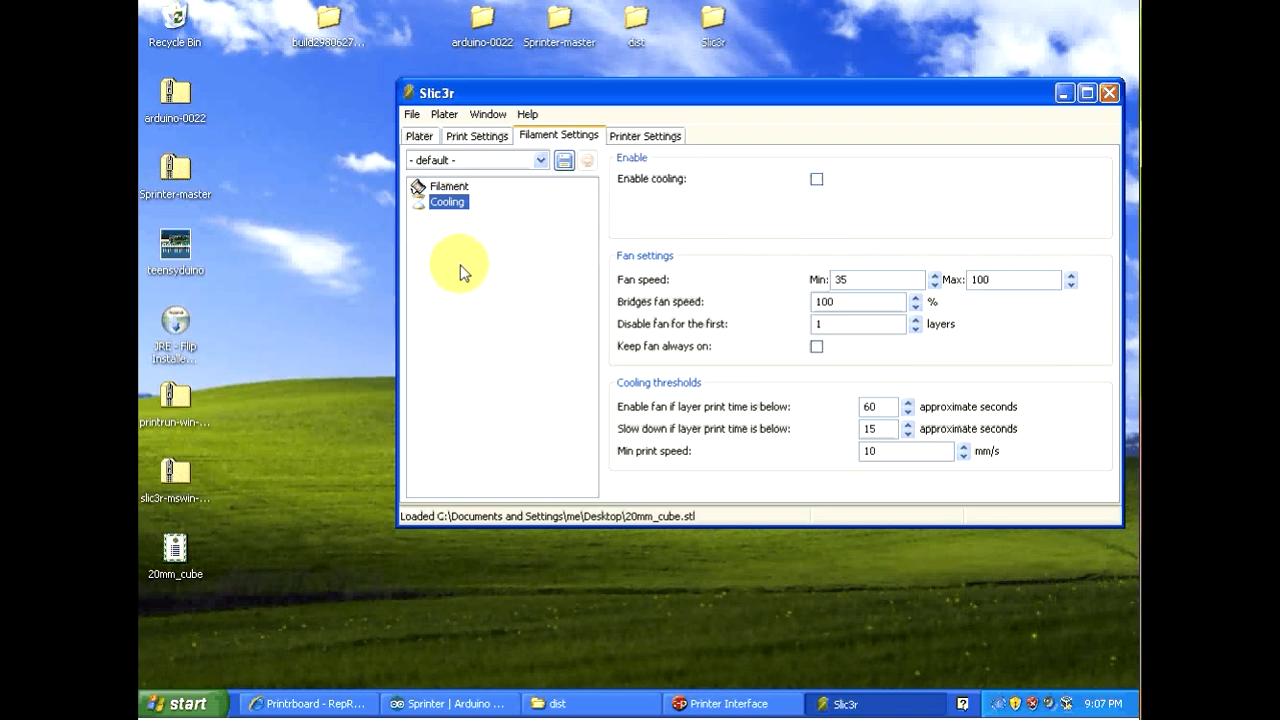 Recycle Bin
build2980627...
arduino-0022
Sprinter-master
dist
Slic3r
arduino-0022
Sprinter-master
teensyduino
JRE - Flip
Installe...
printrun-win-...
slic3r-mswin-...
20mm_cube
Slic3r
File Plater Window Help
Plater Print Settings Filament Settings Printer Settings
- default -
Filament
Cooling
Enable
Enable cooling:
Fan settings
Fan speed: Min: 35 Max: 100
Bridges fan speed: 100 %
Disable fan for the first: 1 layers
Keep fan always on:
Cooling thresholds
Enable fan if layer print time is below: 60 approximate seconds
Slow down if layer print time is below: 15 approximate seconds
Min print speed: 10 mm/s
Loaded C:\Documents and Settings\me\Desktop\20mm_cube.stl
start Printrboard - RepR... Sprinter | Arduino ... dist Printer Interface Slic3r ? 9:07 PM